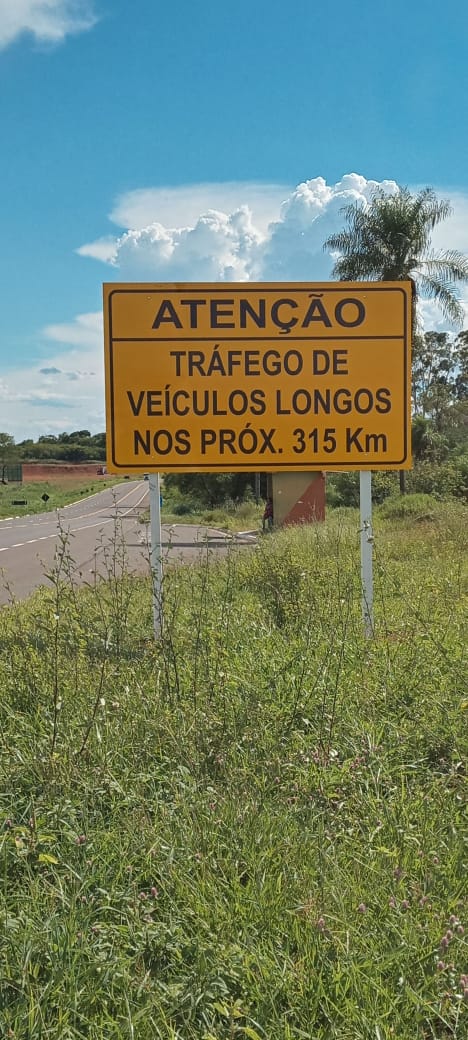 ATENÇÃO
TRÁFEGO DE
VEÍCULOS LONGOS
NOS PRÓX. 315 Km